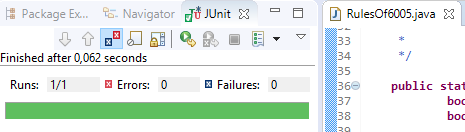 Package Ex... Navigator JUnit
Finished after 0,062 seconds
Runs: 1/1 Errors: 0 Failures: 0
RulesOf6005.java
33 *
34 */
35
36 public stat
37 boo
38 boo